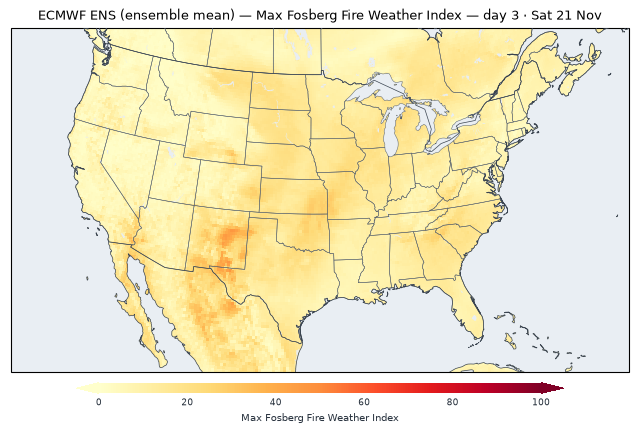 ECMWF ENS (ensemble mean) — Max Fosberg Fire Weather Index — day 3 · Sat 21 Nov
0 20 40 60 80 100
Max Fosberg Fire Weather Index